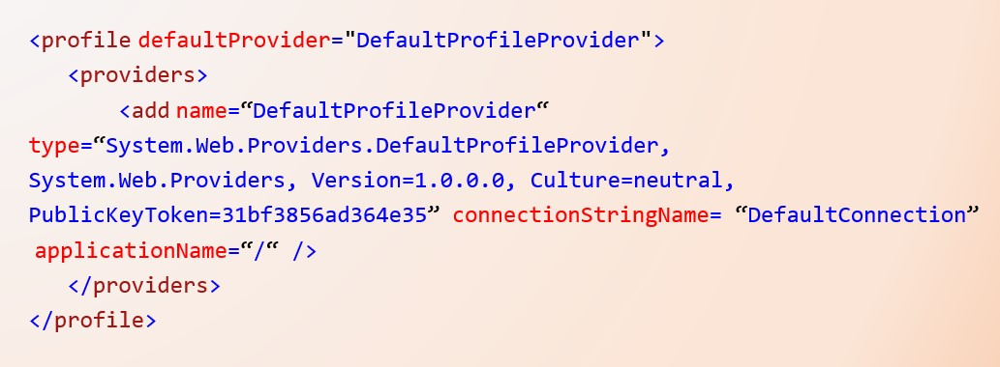 <profile defaultProvider="DefaultProfileProvider">
<providers>
<add name=“DefaultProfileProvider“
type=“System.Web.Providers.DefaultProfileProvider,
System.Web.Providers, Version=1.0.0.0, Culture=neutral,
PublicKeyToken=31bf3856ad364e35” connectionStringName= “DefaultConnection”
applicationName=“/“ />
</providers>
</profile>